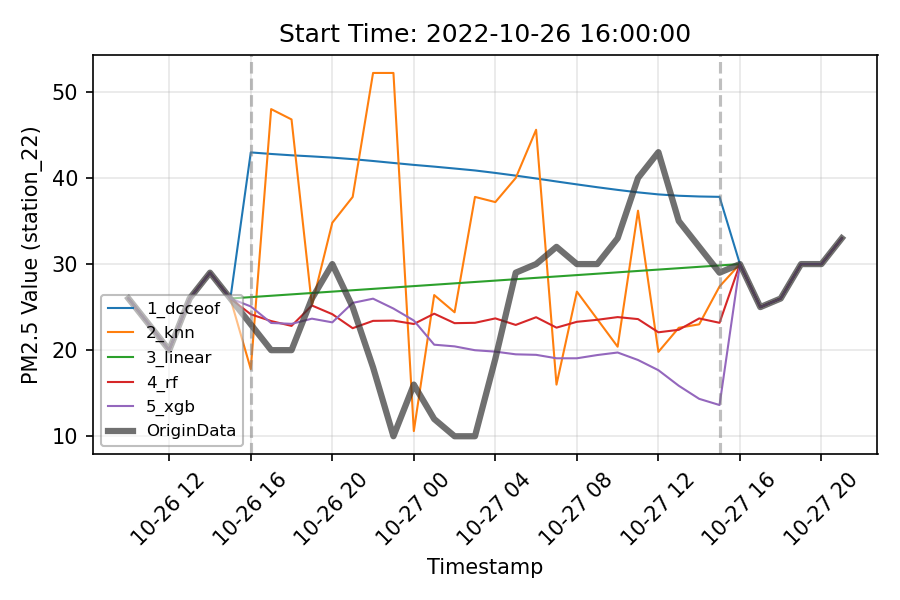 Start Time: 2022-10-26 16:00:00
PM2.5 Value (station_22)
50
40
30
20
10
1_dcceof
2_knn
3_linear
4_rf
5_xgb
OriginData
10-26 12
10-26 16
10-26 20
10-27 00
10-27 04
10-27 08
10-27 12
10-27 16
10-27 20
Timestamp